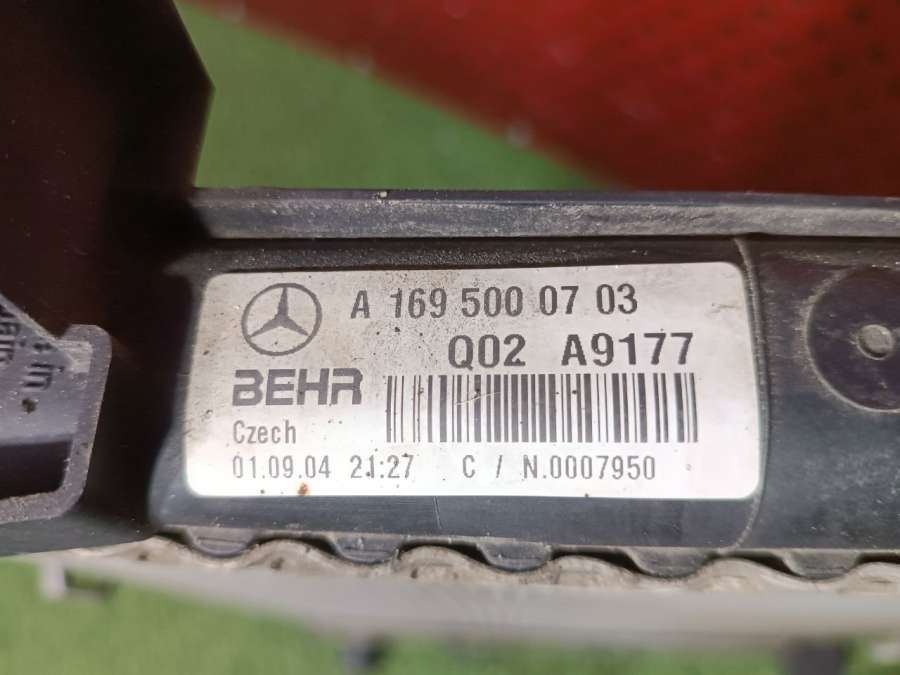 A 169 500 07 03
Q02 A9177
BEHR
Czech
01.09.04 21:27 C / N.0007950